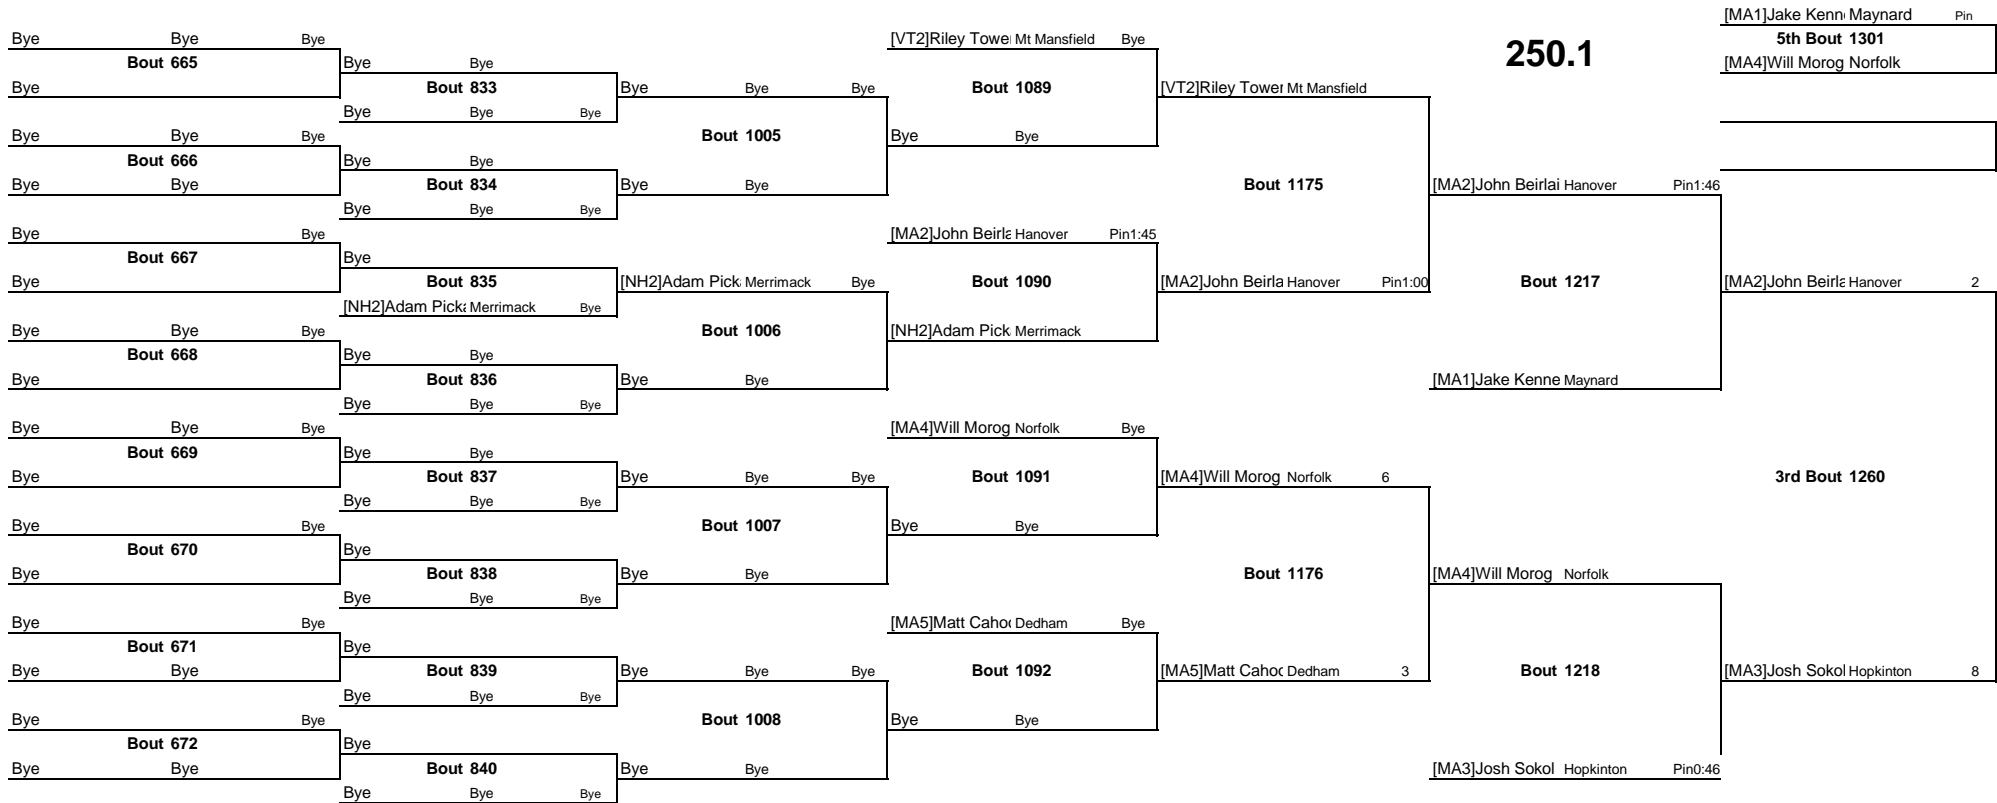 [MA1]Jake Kenn Maynard Pin
Bye Bye Bye [VT2]Riley Towe Mt Mansfield Bye 250.1 5th Bout 1301
Bout 665 Bye Bye [MA4]Will Morog Norfolk
Bye Bout 833 Bye Bye Bye Bout 1089 [VT2]Riley Tower Mt Mansfield
Bye Bye Bye
Bye Bye Bye Bout 1005 Bye Bye
Bout 666 Bye Bye
Bye Bye Bout 834 Bye Bye Bout 1175 [MA2]John Beirlai Hanover Pin1:46
Bye Bye Bye
Bye Bye [MA2]John Beirla Hanover Pin1:45
Bout 667 Bye
Bye Bout 835 [NH2]Adam Pick Merrimack Bye Bout 1090 [MA2]John Beirla Hanover Pin1:00 Bout 1217 [MA2]John Beirla Hanover 2
[NH2]Adam Picka Merrimack Bye
Bye Bye Bye Bout 1006 [NH2]Adam Pick Merrimack
Bout 668 Bye Bye
Bye Bout 836 Bye Bye [MA1]Jake Kenne Maynard
Bye Bye Bye
Bye Bye Bye [MA4]Will Morog Norfolk Bye
Bout 669 Bye Bye
Bye Bout 837 Bye Bye Bye Bout 1091 [MA4]Will Morog Norfolk 6 3rd Bout 1260
Bye Bye Bye
Bye Bye Bout 1007 Bye Bye
Bout 670 Bye
Bye Bout 838 Bye Bye Bout 1176 [MA4]Will Morog Norfolk
Bye Bye Bye
Bye Bye [MA5]Matt Cahoo Dedham Bye
Bout 671 Bye
Bye Bye Bout 839 Bye Bye Bye Bout 1092 [MA5]Matt Cahoo Dedham 3 Bout 1218 [MA3]Josh Sokol Hopkinton 8
Bye Bye Bye
Bye Bye Bout 1008 Bye Bye
Bout 672 Bye
Bye Bye Bout 840 Bye Bye [MA3]Josh Sokol Hopkinton Pin0:46
Bye Bye Bye